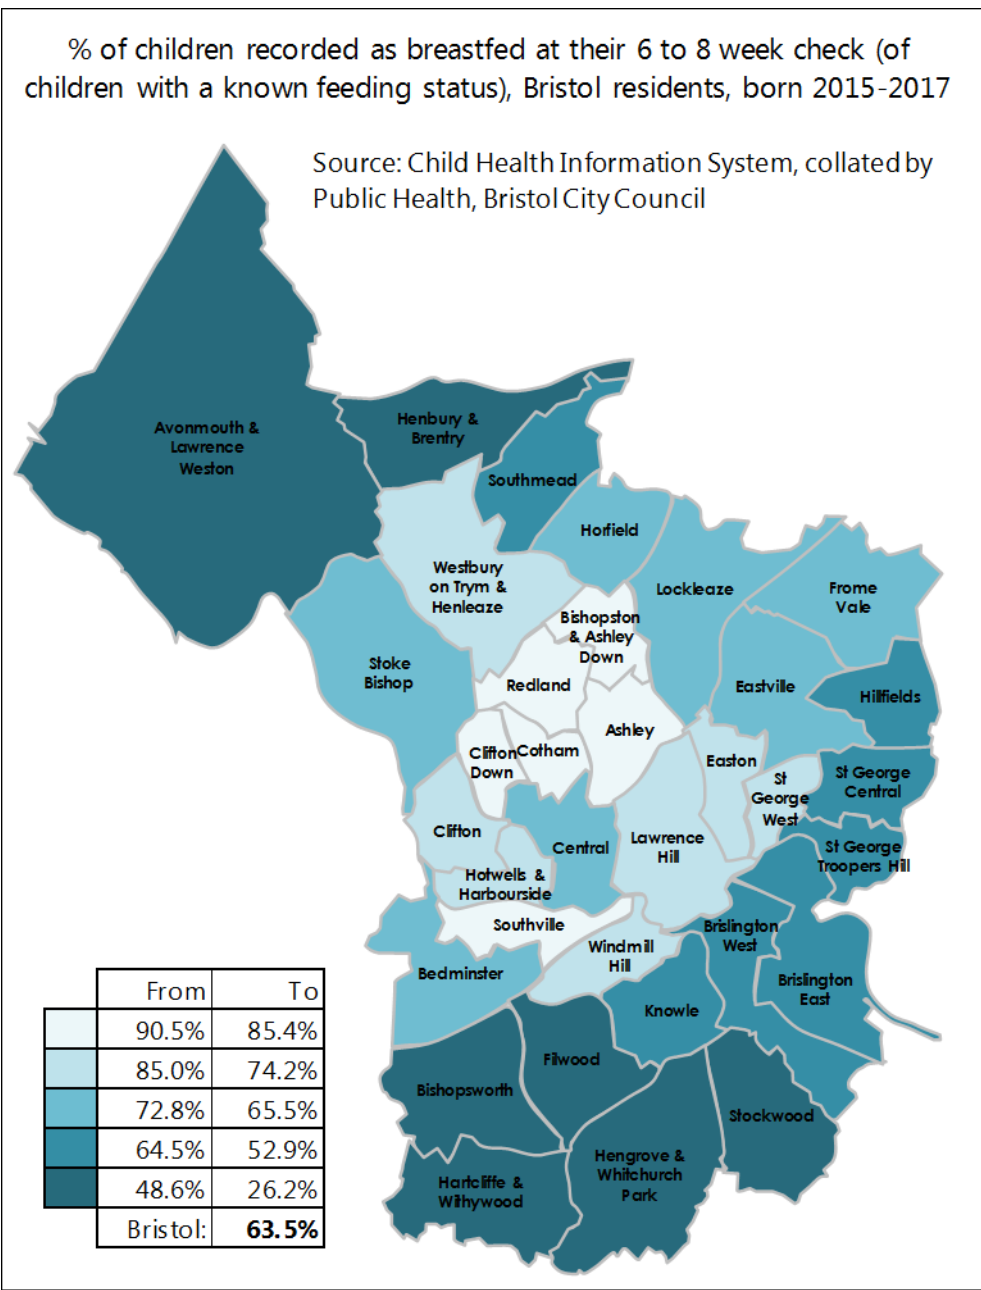 % of children recorded as breastfed at their 6 to 8 week check (of
children with a known feeding status), Bristol residents, born 2015-2017
Source: Child Health Information System, collated by
Public Health, Bristol City Council
Avonmouth &
Lawrence
Weston
Henbury &
Brentry
Southmead
Horfield
Westbury
on Trym &
Henleaze
Lockleaze
Frome
Vale
Bishopston
& Ashley
Down
Stoke
Bishop
Redland
Eastville
Hillfields
Ashley
Clifton
Down
Cotham
Easton
St
George
West
St George
Central
Clifton
Central
Lawrence
Hill
St George
Troopers Hill
Hotwells &
Harbourside
Southville
Brislington
West
Windmill
Hill
Bedminster
Brislington
East
Knowle
Filwood
Bishopsworth
Stockwood
Hengrove &
Whitchurch
Park
Hartcliffe &
Withywood
From To
90.5% 85.4%
85.0% 74.2%
72.8% 65.5%
64.5% 52.9%
48.6% 26.2%
Bristol: 63.5%